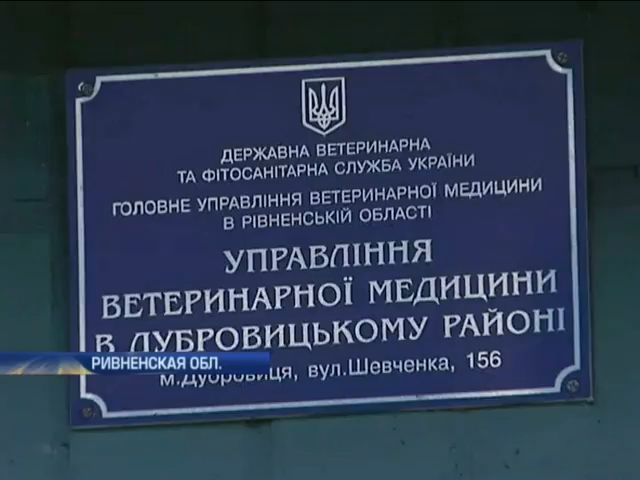 ДЕРЖАВНА ВЕТЕРИНАРНА
ТА ФІТОСАНІТАРНА СЛУЖБА УКРАЇНИ
ГОЛОВНЕ УПРАВЛІННЯ ВЕТЕРИНАРНОЇ МЕДИЦИНИ
В РІВНЕНСЬКІЙ ОБЛАСТІ
УПРАВЛІННЯ
ВЕТЕРИНАРНОЇ МЕДИЦИНИ
В ДУБРОВИЦЬКОМУ РАЙОНІ
РИВНЕНСКАЯ ОБЛ.
м.Дубровиця, вул.Шевченка, 156